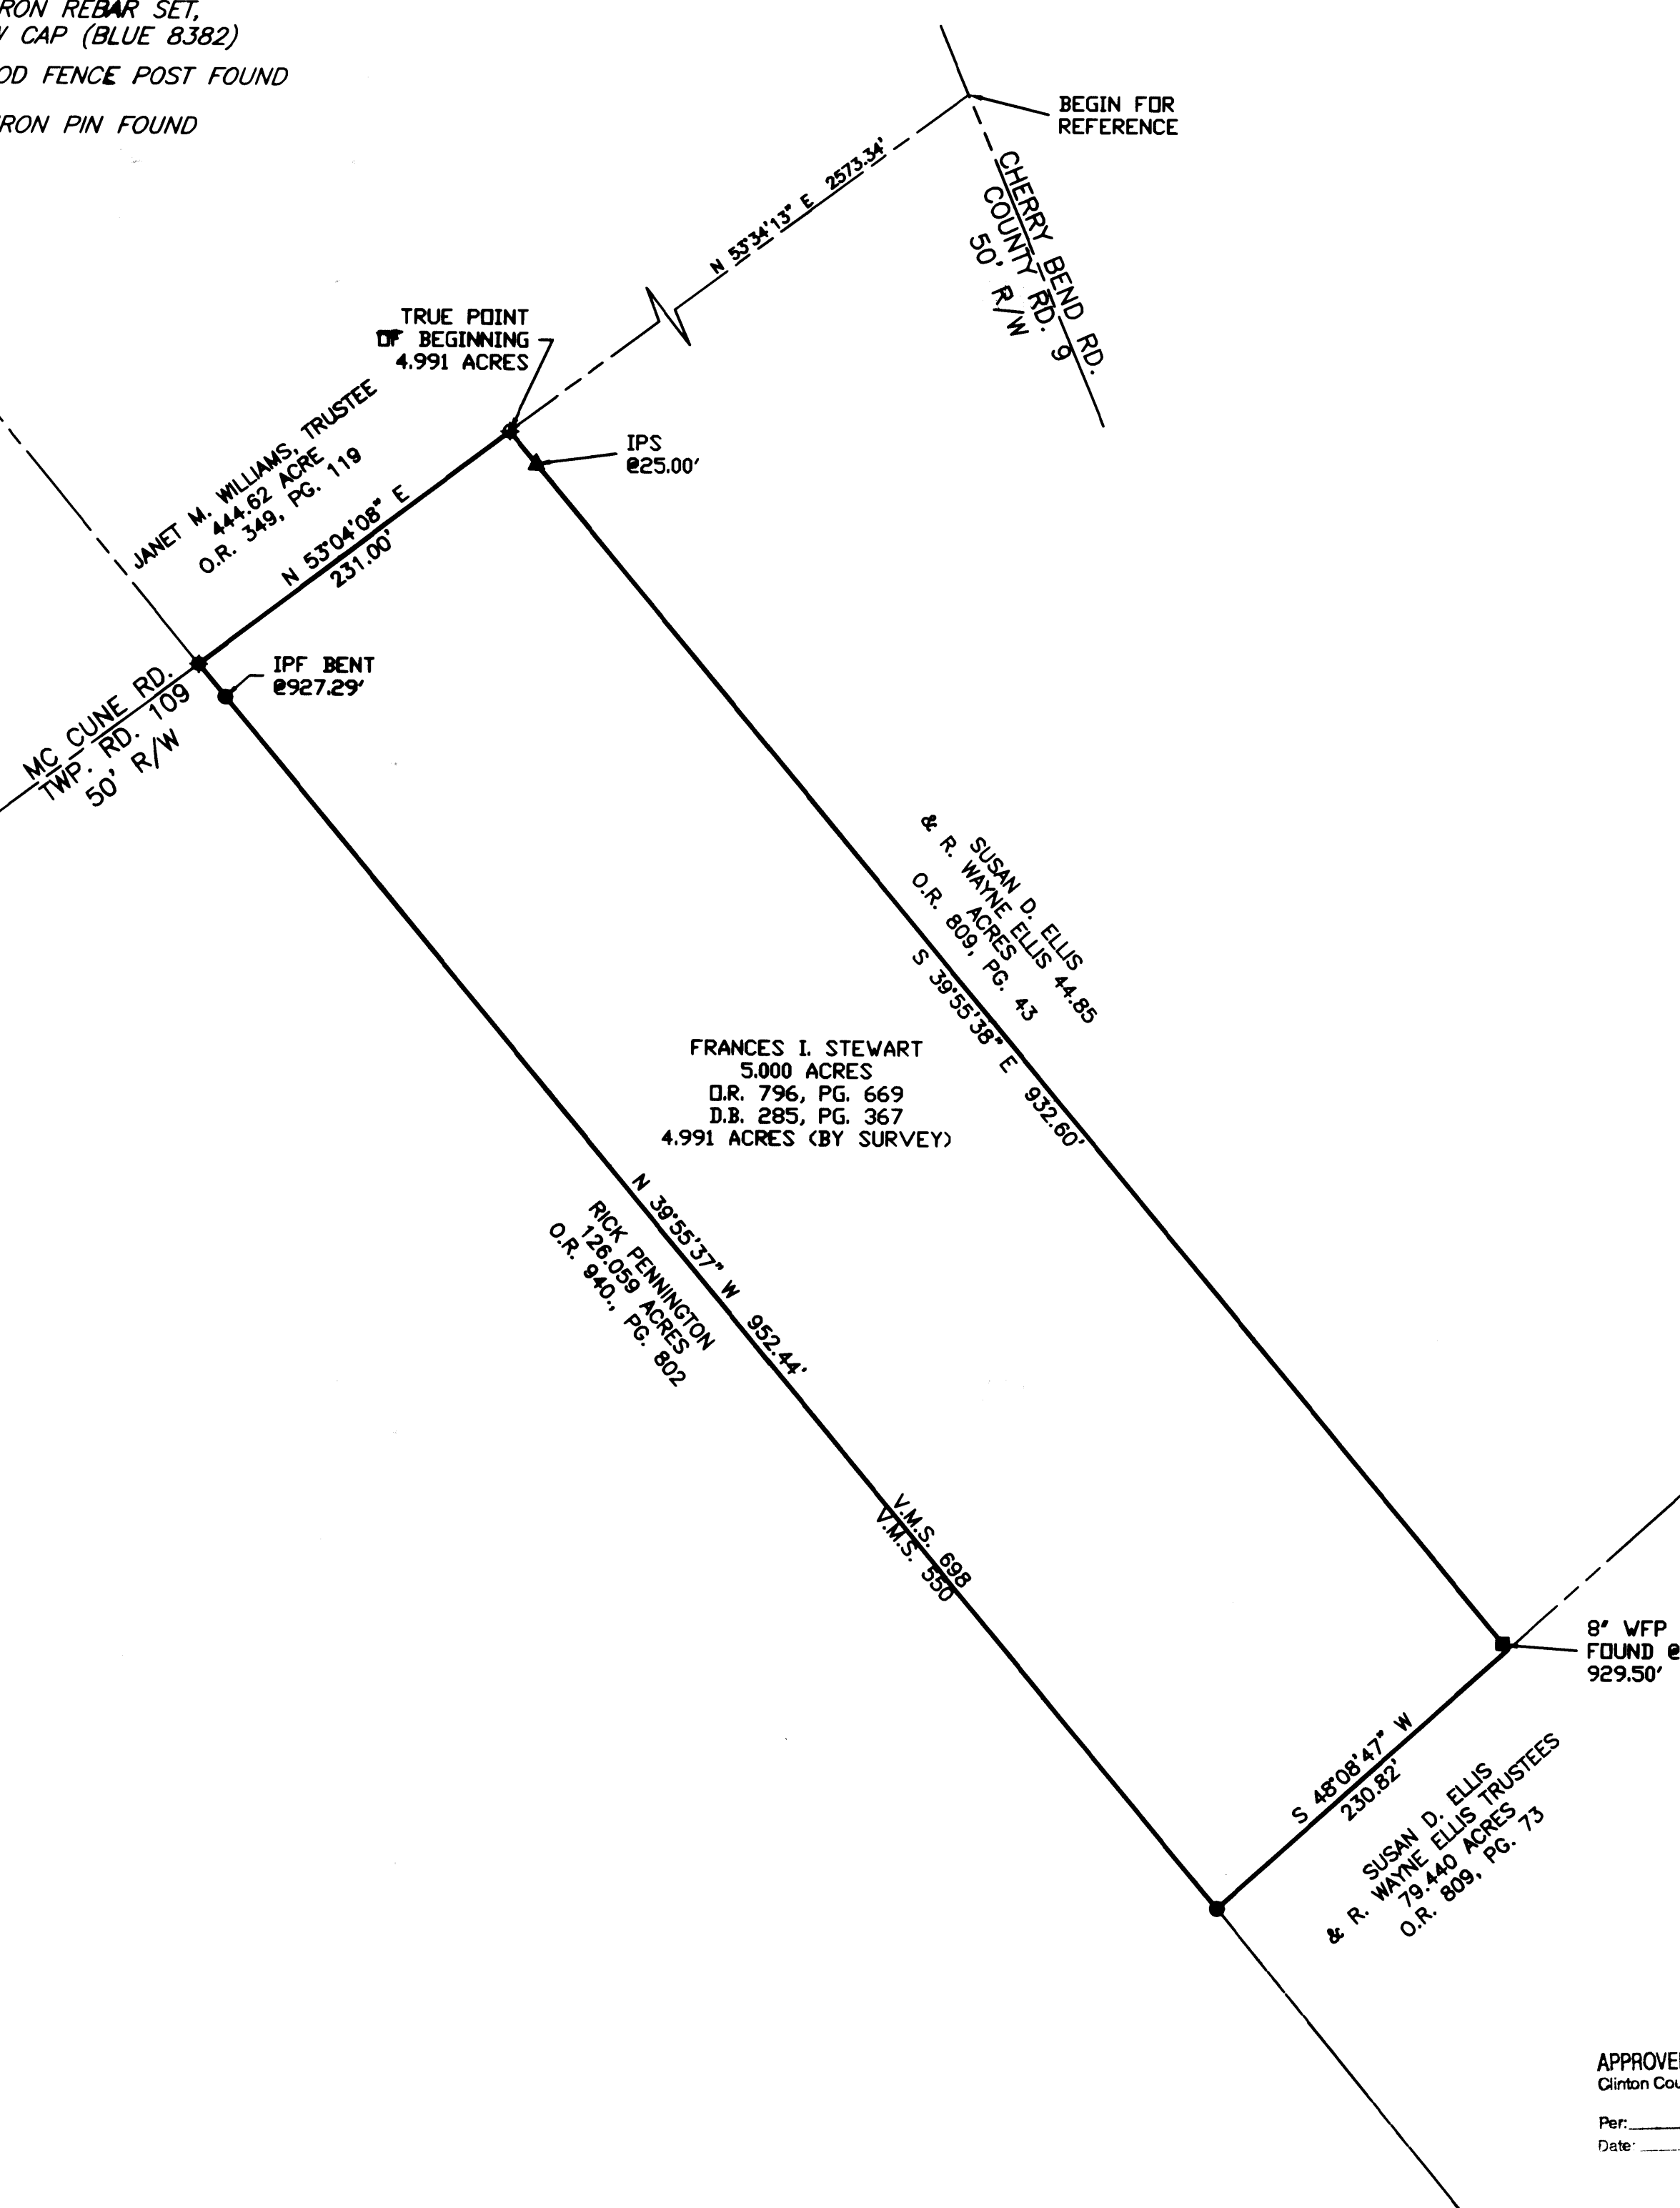 RON REBAR SET,
CAP (BLUE 8382)
OD FENCE POST FOUND
RON PIN FOUND
BEGIN FOR
REFERENCE
N 53°34'13" E 2573.34'
CHERRY BEND RD.
COUNTY RD. 9
50' R/W
TRUE POINT
OF BEGINNING
4.991 ACRES
IPS
@25.00'
JANET M. WILLIAMS, TRUSTEE
444.62 ACRE
O.R. 349, PG. 119
N 53°04'08" E
231.00'
IPF BENT
@927.29'
MC CUNE RD.
TWP. RD. 109
50' R/W
SUSAN D. ELLIS
& R. WAYNE ELLIS 44.85
ACRES
O.R. 809, PG. 43
S 39°55'38" E 932.60'
FRANCES I. STEWART
5.000 ACRES
O.R. 796, PG. 669
D.B. 285, PG. 367
4.991 ACRES (BY SURVEY)
N 39°55'37" W 952.44'
RICK PENNINGTON
126.059 ACRES
O.R. 940., PG. 802
V.M.S. 698
V.M.S. 550
8" WFP
FOUND @
929.50'
S 48°08'47" W
230.82'
SUSAN D. ELLIS
& R. WAYNE ELLIS TRUSTEES
79.440 ACRES
O.R. 809, PG. 73
APPROVE
Clinton Cou
Per:
Date: